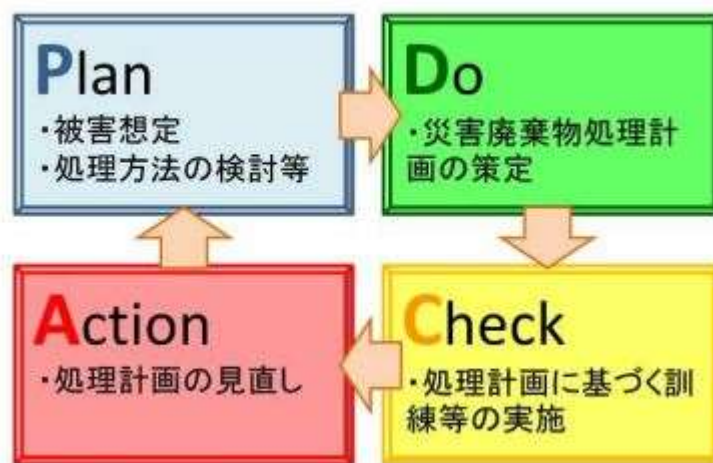 Plan
・被害想定
・処理方法の検討等
Do
・災害廃棄物処理計
画の策定
Action
・処理計画の見直し
Check
・処理計画に基づく訓
練等の実施